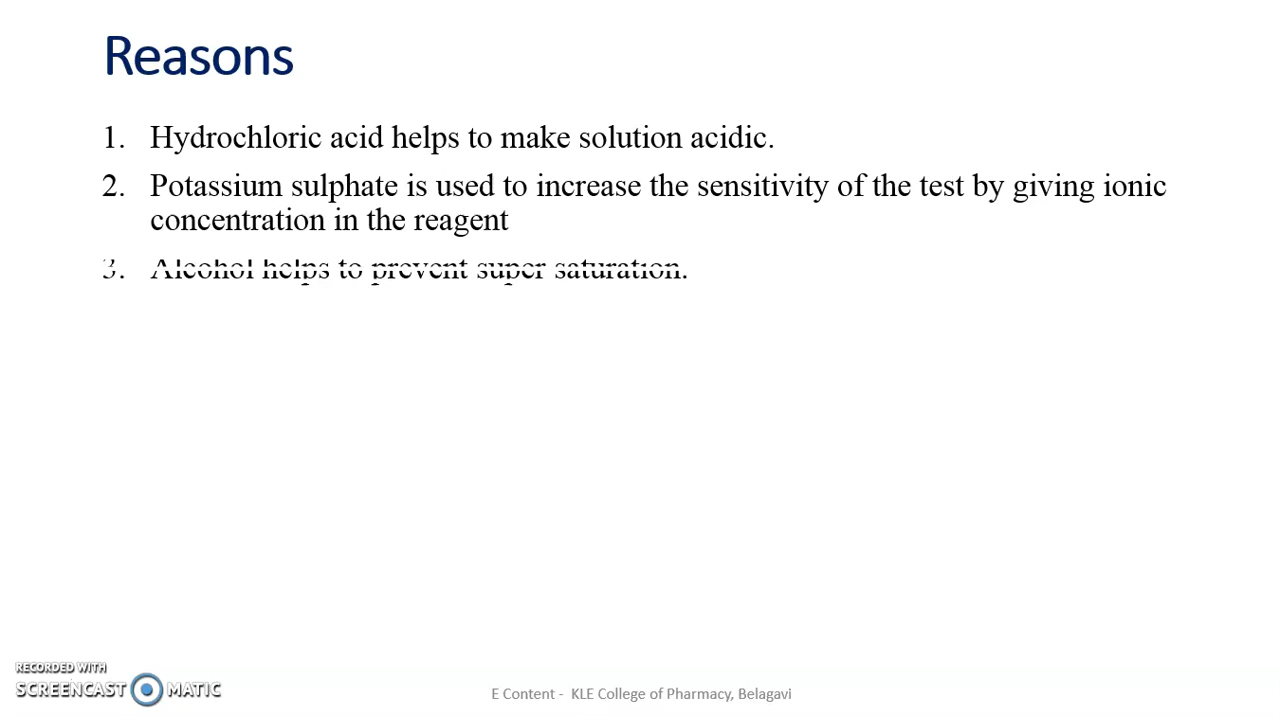 Reasons
1. Hydrochloric acid helps to make solution acidic.
2. Potassium sulphate is used to increase the sensitivity of the test by giving ionic
concentration in the reagent
3. Alcohol helps to prevent super saturation.
RECORDED WITH
SCREENCAST MATIC
E Content - KLE College of Pharmacy, Belagavi